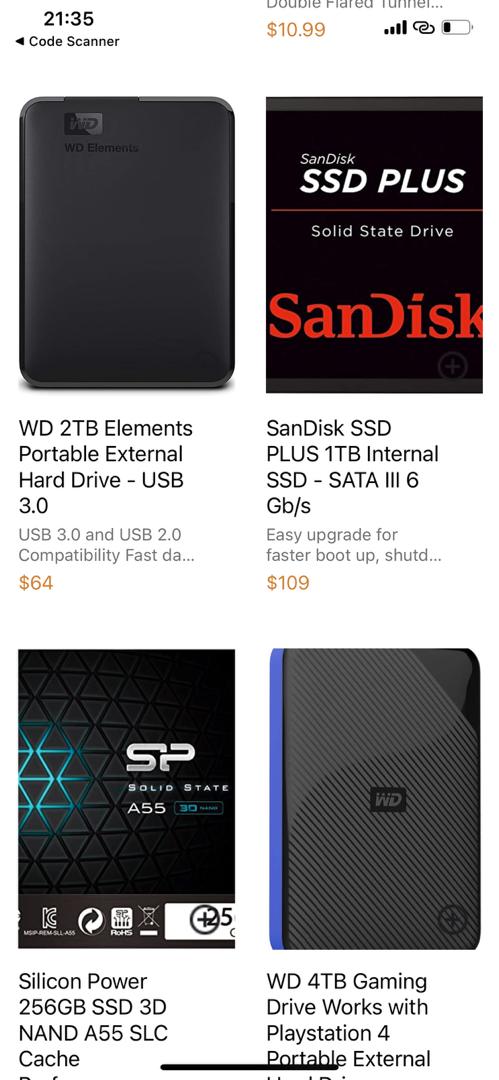 21:35
Code Scanner
Double Flared Tunnel...
$10.99
WD
WD Elements
SanDisk
SSD PLUS
Solid State Drive
SanDisk
WD 2TB Elements
Portable External
Hard Drive - USB
3.0
USB 3.0 and USB 2.0
Compatibility Fast da...
$64
SanDisk SSD
PLUS 1TB Internal
SSD - SATA III 6
Gb/s
Easy upgrade for
faster boot up, shutd...
$109
SP
SOLID STATE
A55 3D NAND
MSIP-REM-SLL-A55
RoHS
WD
Silicon Power
256GB SSD 3D
NAND A55 SLC
Cache
WD 4TB Gaming
Drive Works with
Playstation 4
Portable External
Hard Drive